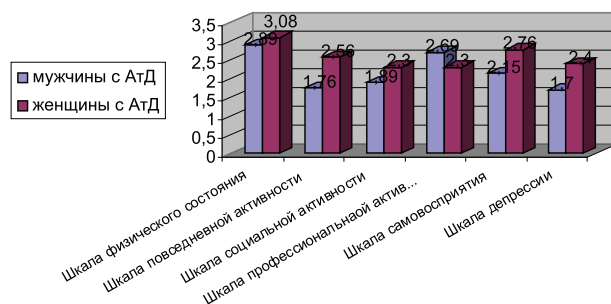 3,5
3
2,5
2
1,5
1
0,5
0
2,89
3,08
1,76
2,56
1,89
2,3
2,69
2,3
2,15
2,76
1,7
2,4
мужчины с АтД
женщины с АтД
Шкала физического состояния
Шкала повседневной активности
Шкала социальной активности
Шкала профессиональнаой актив...
Шкала самовосприятия
Шкала депрессии